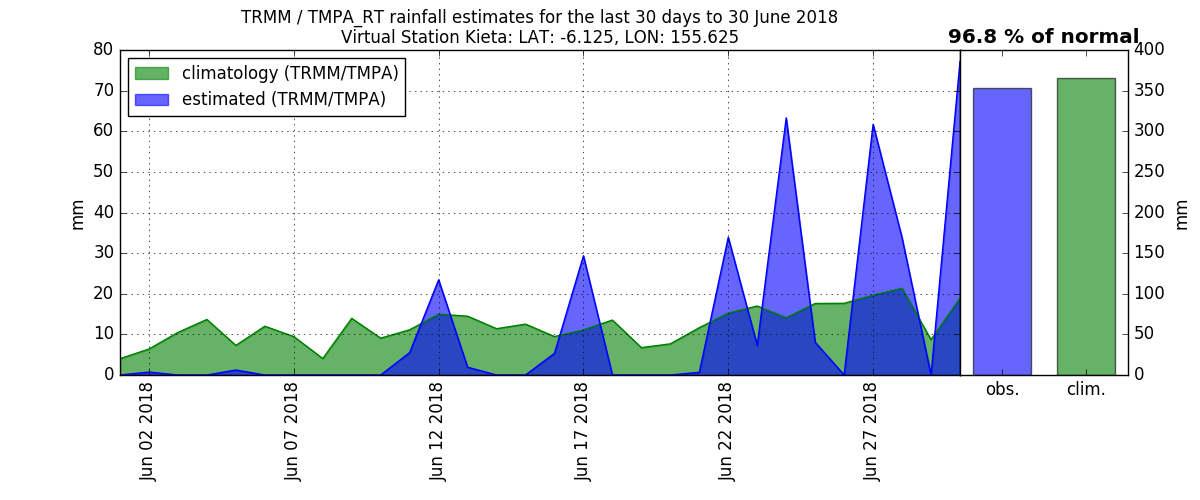 TRMM / TMPA_RT rainfall estimates for the last 30 days to 30 June 2018
Virtual Station Kieta: LAT: -6.125, LON: 155.625
96.8 % of normal
climatology (TRMM/TMPA)
estimated (TRMM/TMPA)
80
70
60
50
40
30
20
10
0
mm
Jun 02 2018
Jun 07 2018
Jun 12 2018
Jun 17 2018
Jun 22 2018
Jun 27 2018
obs.
clim.
400
350
300
250
200
150
100
50
0
mm